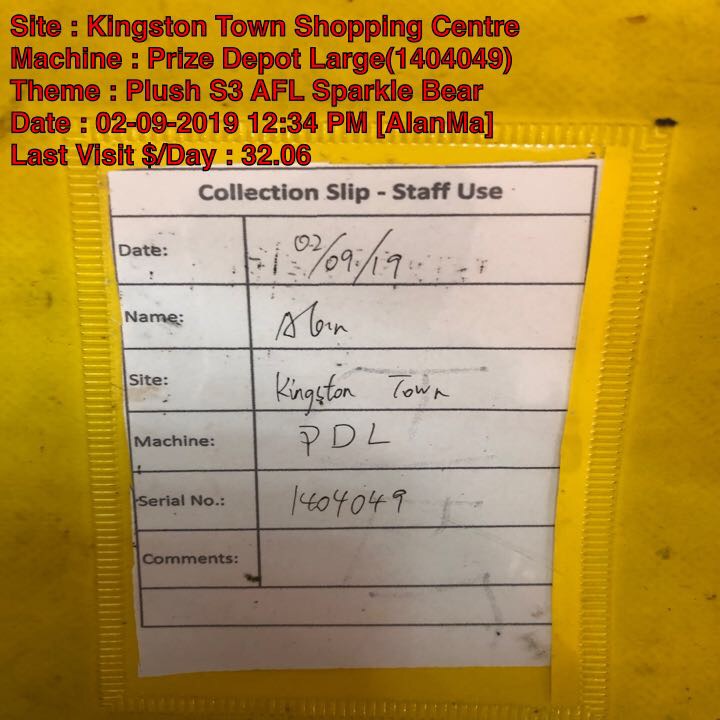 Site : Kingston Town Shopping Centre
Machine : Prize Depot Large(1404049)
Theme : Plush S3 AFL Sparkle Bear
Date : 02-09-2019 12:34 PM [AlanMa]
Last Visit $/Day : 32.06
Collection Slip - Staff Use
Date: 02/09/19
Name: Alan
Site: Kingston Town
Machine: PDL
Serial No.: 1404049
Comments: